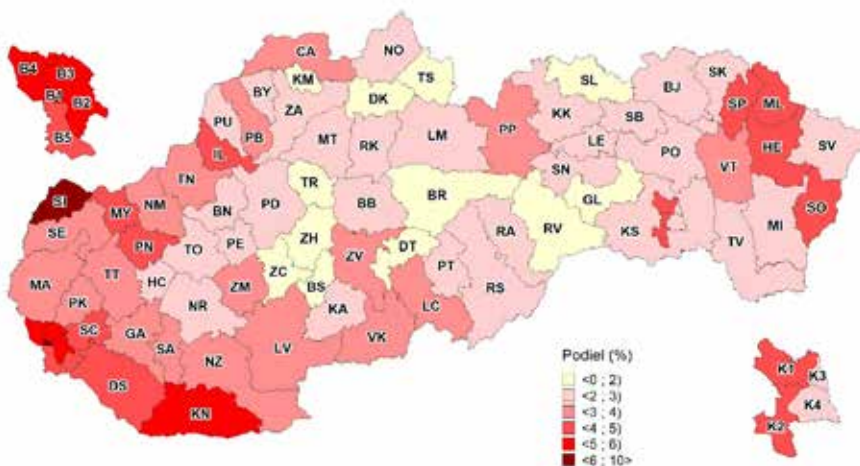 CA
NO
B4
B3
B1
B2
B5
KM
TS
DK
SL
SK
BY
ZA
BJ
SP
ML
PU
PB
KK
SB
PP
IL
MT
RK
LM
LE
PO
HE
SV
VT
SN
TN
SI
TR
BR
GL
MY
NM
BN
PD
BB
SO
SE
PN
TO
PE
ZH
RA
RV
KS
MI
TV
ZV
DT
ZC
BS
PT
MA
TT
HC
ZM
RS
NR
KA
LC
PK
SC
GA
SA
NZ
LV
VK
DS
KN
K1
K3
K4
K2
Podiel (%)
<0 ; 2)
<2 ; 3)
<3 ; 4)
<4 ; 5)
<5 ; 6)
<6 ; 10>